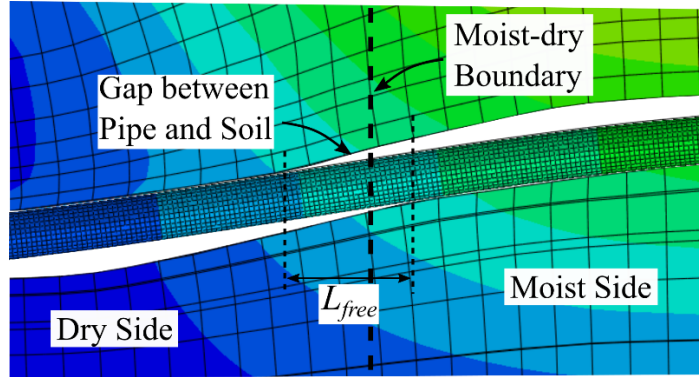 Moist-dry
Boundary
Gap between
Pipe and Soil
L_free
Moist Side
Dry Side